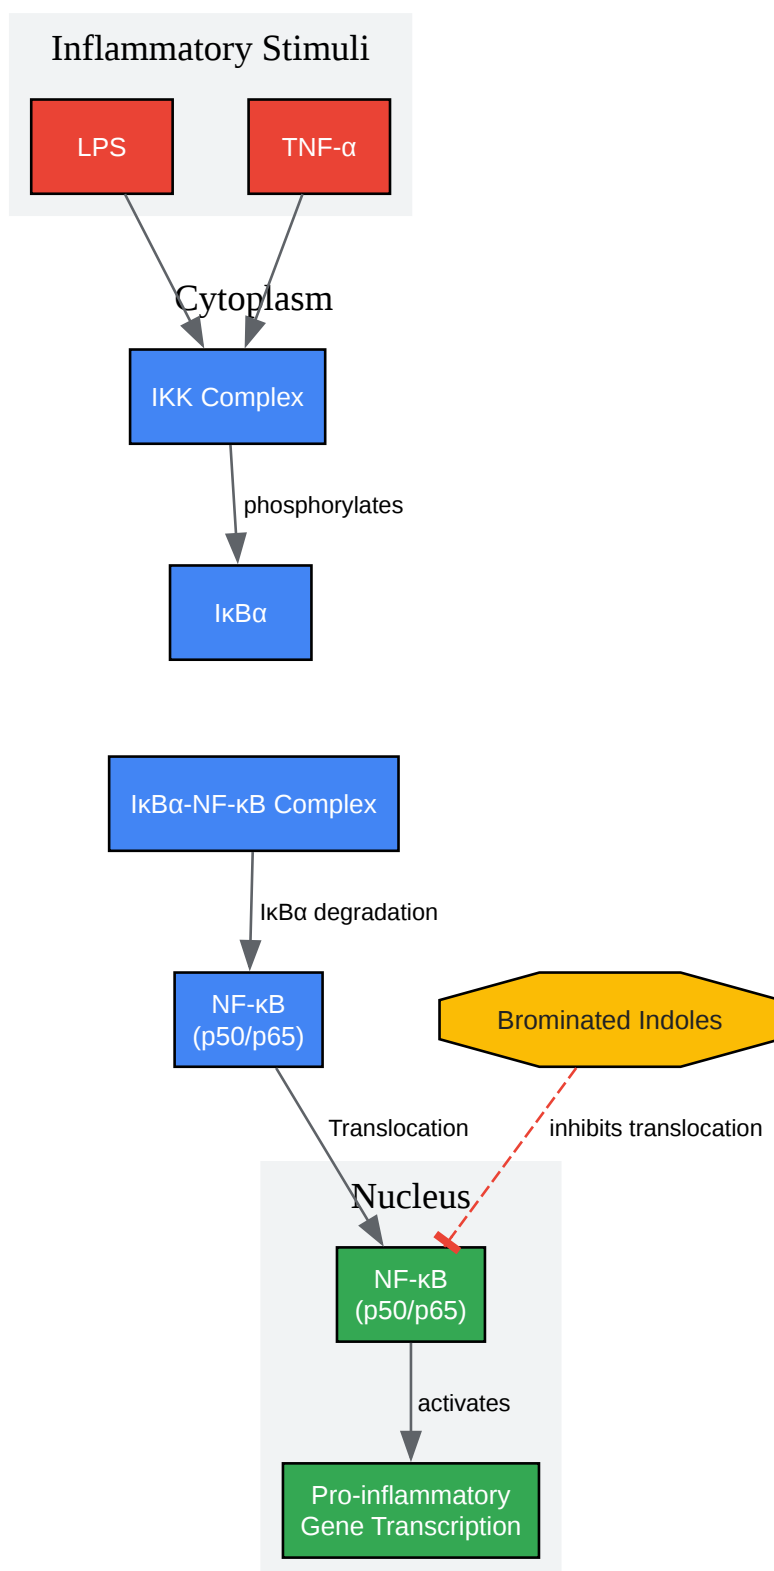 Inflammatory Stimuli
LPS
TNF-α
Cytoplasm
IKK Complex
phosphorylates
IκBα
IκBα-NF-κB Complex
IκBα degradation
NF-κB
(p50/p65)
Brominated Indoles
Translocation
inhibits translocation
Nucleus
NF-κB
(p50/p65)
activates
Pro-inflammatory
Gene Transcription